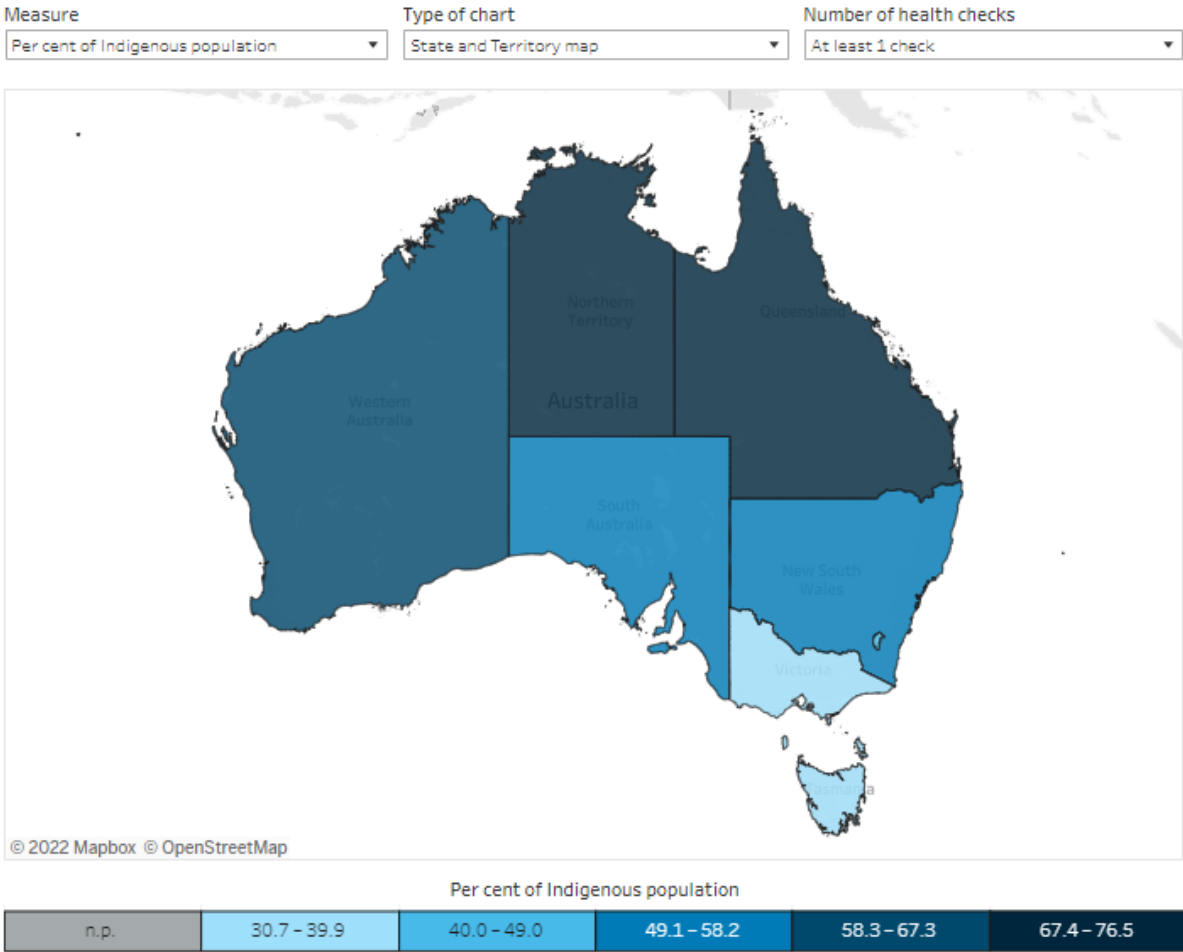 Measure
Type of chart
Number of health checks
Per cent of Indigenous population
State and Territory map
At least 1 check
Northern
Territory
Queensland
Western
Australia
Australia
South
Australia
New South
Wales
Victoria
Tasmania
© 2022 Mapbox © OpenStreetMap
Per cent of Indigenous population
n.p.
30.7 – 39.9
40.0 – 49.0
49.1 – 58.2
58.3 – 67.3
67.4 – 76.5